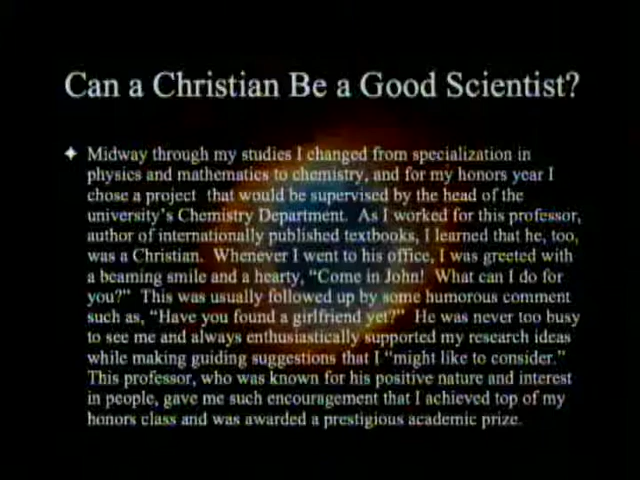 Can a Christian Be a Good Scientist?
Midway through my studies I changed from specialization in
physics and mathematics to chemistry, and for my honors year I
chose a project that would be supervised by the head of the
university's Chemistry Department. As I worked for this professor,
author of internationally published textbooks, I learned that he, too,
was a Christian. Whenever I went to his office, I was greeted with
a beaming smile and a hearty, “Come in John! What can I do for
you?” This was usually followed up by some humorous comment
such as, “Have you found a girlfriend yet?” He was never too busy
to see me and always enthusiastically supported my research ideas
while making guiding suggestions that I “might like to consider.”
This professor, who was known for his positive nature and interest
in people, gave me such encouragement that I achieved top of my
honors class and was awarded a prestigious academic prize.